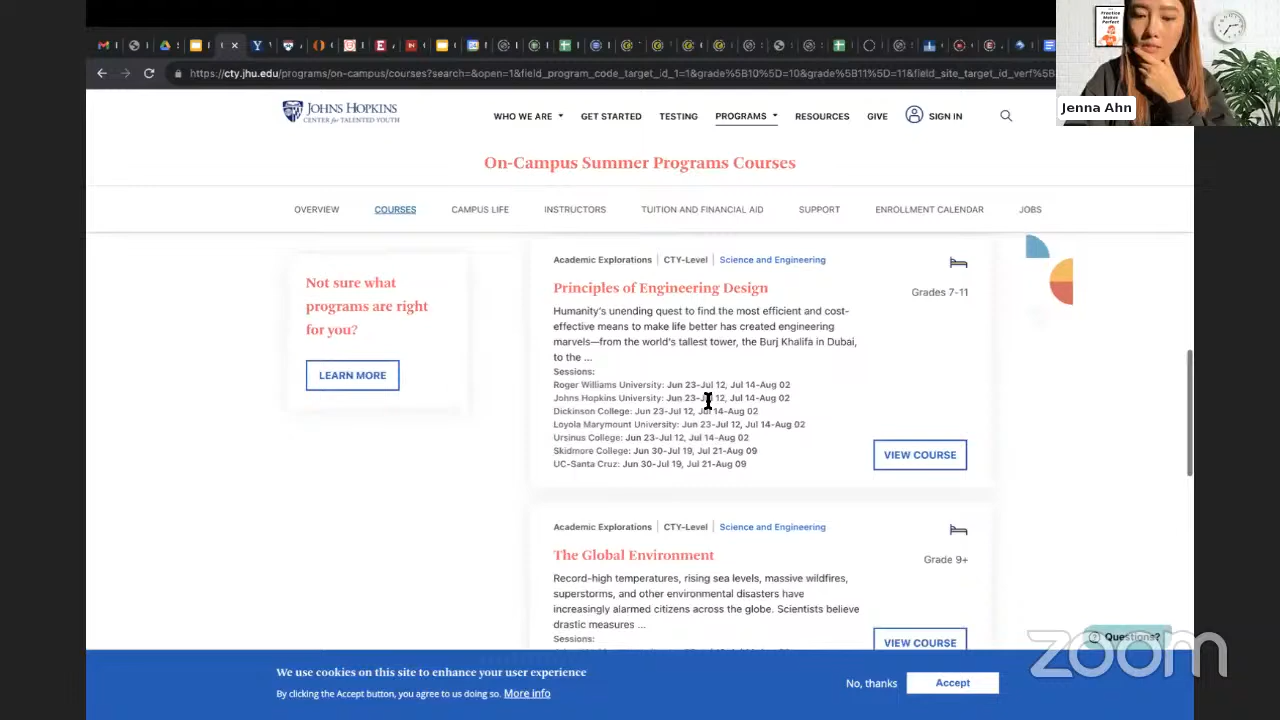 Practice
Makes
Perfect
Jenna Ahn
https://cty.jhu.edu/programs/on-campus/courses?search=&open=1&field_program_code_target_id_1=1&grade%5B10%5D=10&grade%5B11%5D=11&field_site_target_id_verf%5B
JOHNS HOPKINS
CENTER for TALENTED YOUTH
WHO WE ARE GET STARTED TESTING PROGRAMS RESOURCES GIVE SIGN IN
On-Campus Summer Programs Courses
OVERVIEW COURSES CAMPUS LIFE INSTRUCTORS TUITION AND FINANCIAL AID SUPPORT ENROLLMENT CALENDAR JOBS
Not sure what
programs are right
for you?
LEARN MORE
Academic Explorations | CTY-Level | Science and Engineering
Principles of Engineering Design
Grades 7-11
Humanity's unending quest to find the most efficient and cost-
effective means to make life better has created engineering
marvels—from the world's tallest tower, the Burj Khalifa in Dubai,
to the ...
Sessions:
Roger Williams University: Jun 23-Jul 12, Jul 14-Aug 02
Johns Hopkins University: Jun 23-Jul 12, Jul 14-Aug 02
Dickinson College: Jun 23-Jul 12, Jul 14-Aug 02
Loyola Marymount University: Jun 23-Jul 12, Jul 14-Aug 02
Ursinus College: Jun 23-Jul 12, Jul 14-Aug 02
Skidmore College: Jun 30-Jul 19, Jul 21-Aug 09
UC-Santa Cruz: Jun 30-Jul 19, Jul 21-Aug 09
VIEW COURSE
Academic Explorations | CTY-Level | Science and Engineering
The Global Environment
Grade 9+
Record-high temperatures, rising sea levels, massive wildfires,
superstorms, and other environmental disasters have
increasingly alarmed citizens across the globe. Scientists believe
drastic measures ...
Sessions:
VIEW COURSE
Questions?
zoom
We use cookies on this site to enhance your user experience
By clicking the Accept button, you agree to us doing so. More info
No, thanks
Accept